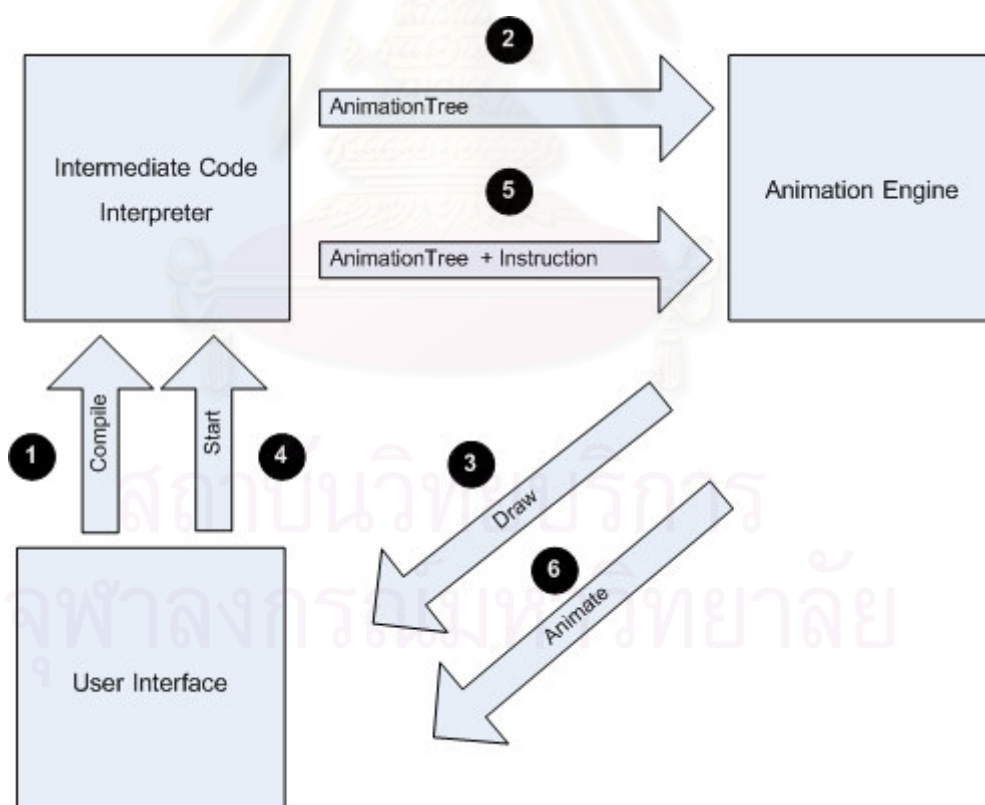 2
AnimationTree
Intermediate Code
Interpreter
5
Animation Engine
AnimationTree + Instruction
1
Compile
Start
4
3
Draw
สถาบันวิทยบริการ
6
Animate
จุฬาลงกรณ์มหาวิทยาลัย
User Interface